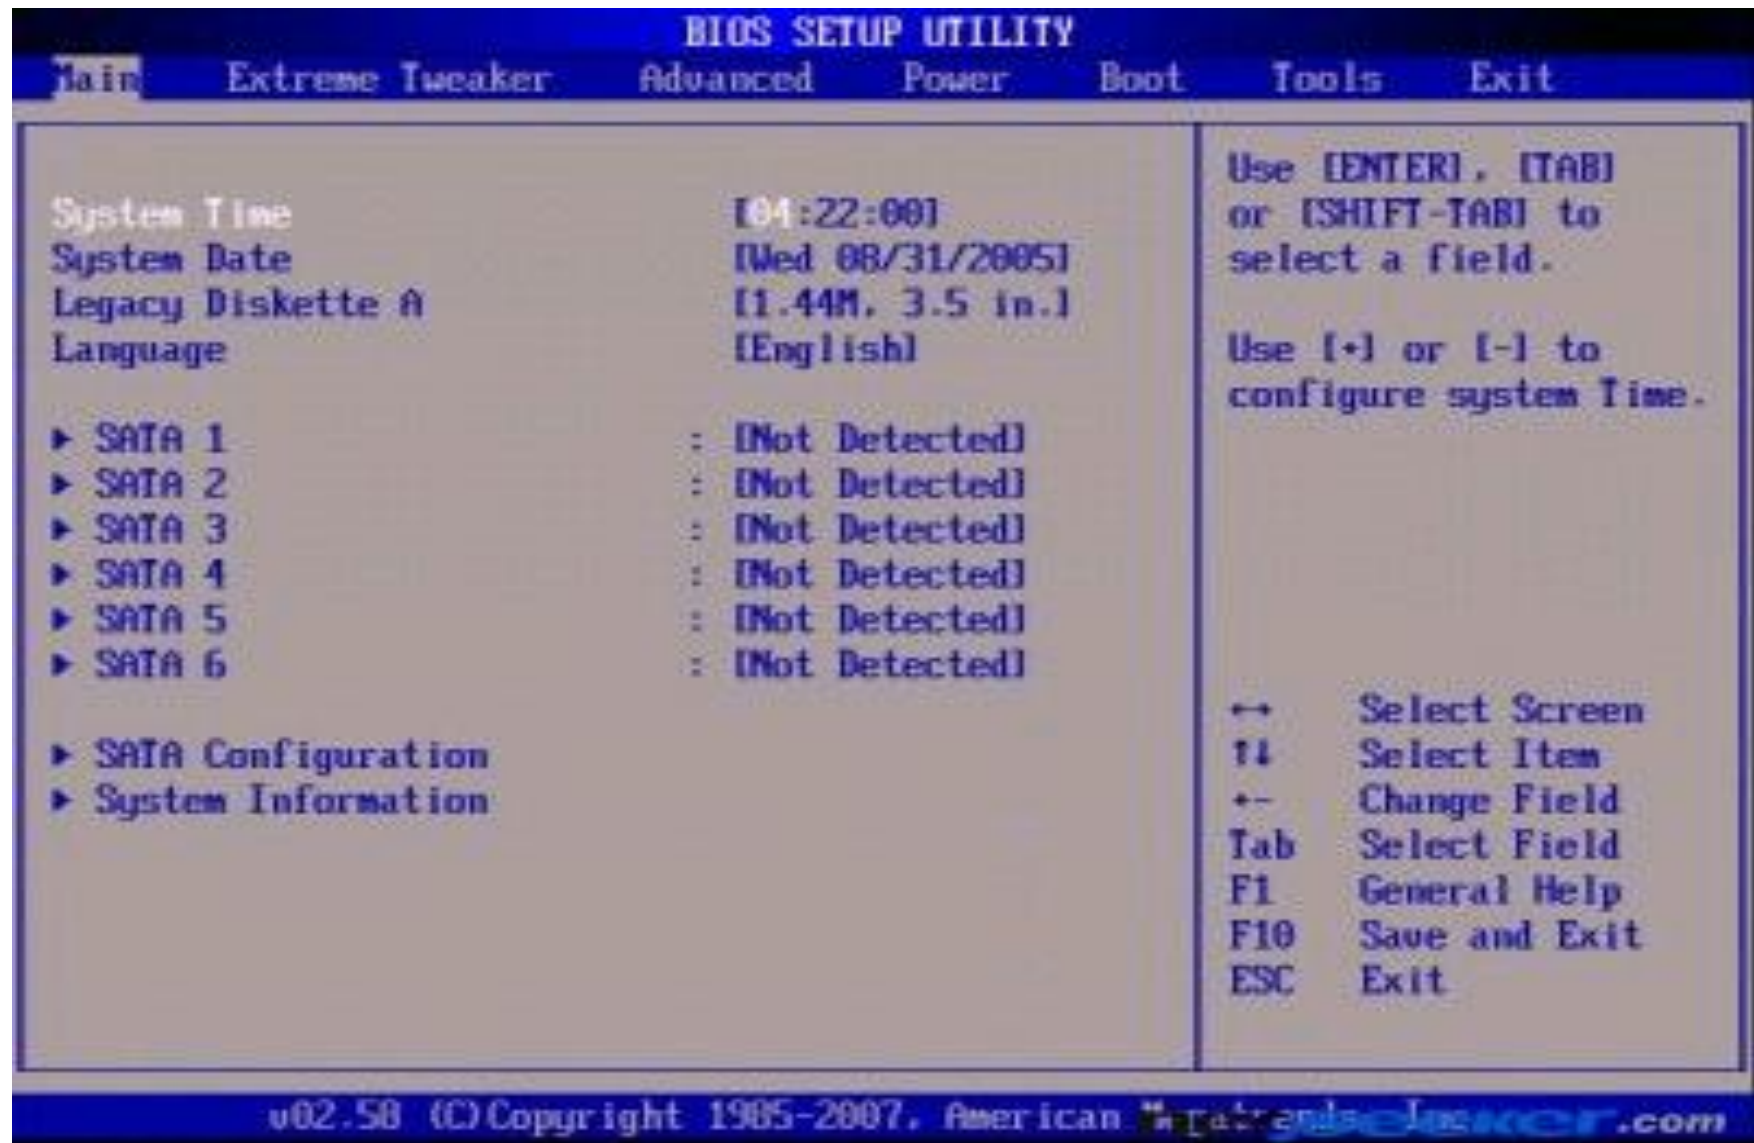 BIOS SETUP UTILITY
Main Extreme Tweaker Advanced Power Boot Tools Exit
System Time [04:22:00]
System Date [Wed 08/31/2005]
Legacy Diskette A [1.44M, 3.5 in.]
Language [English]
▶ SATA 1 : [Not Detected]
▶ SATA 2 : [Not Detected]
▶ SATA 3 : [Not Detected]
▶ SATA 4 : [Not Detected]
▶ SATA 5 : [Not Detected]
▶ SATA 6 : [Not Detected]
▶ SATA Configuration
▶ System Information
Use [ENTER], [TAB]
or [SHIFT-TAB] to
select a field.
Use [+] or [-] to
configure system Time.
↔ Select Screen
↑↓ Select Item
+- Change Field
Tab Select Field
F1 General Help
F10 Save and Exit
ESC Exit
v02.58 (C)Copyright 1985-2007, American
.com